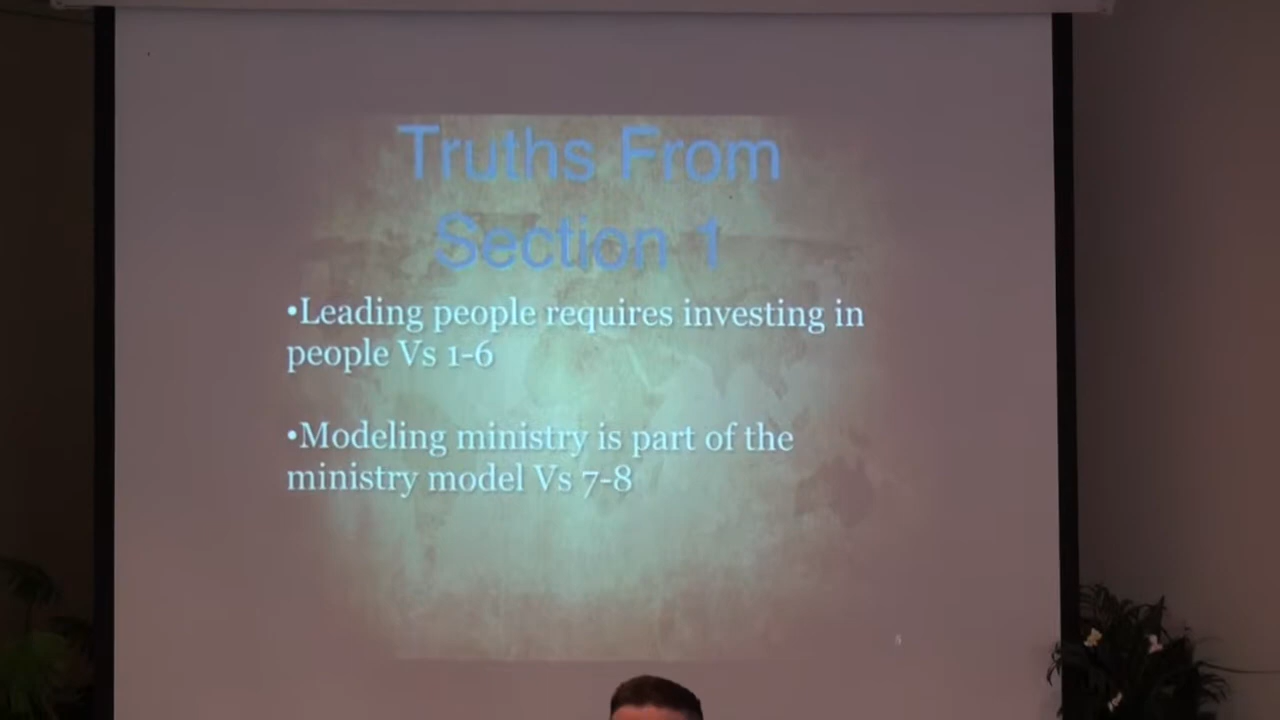 Truths From
Section 1
•Leading people requires investing in
people Vs 1-6
•Modeling ministry is part of the
ministry model Vs 7-8